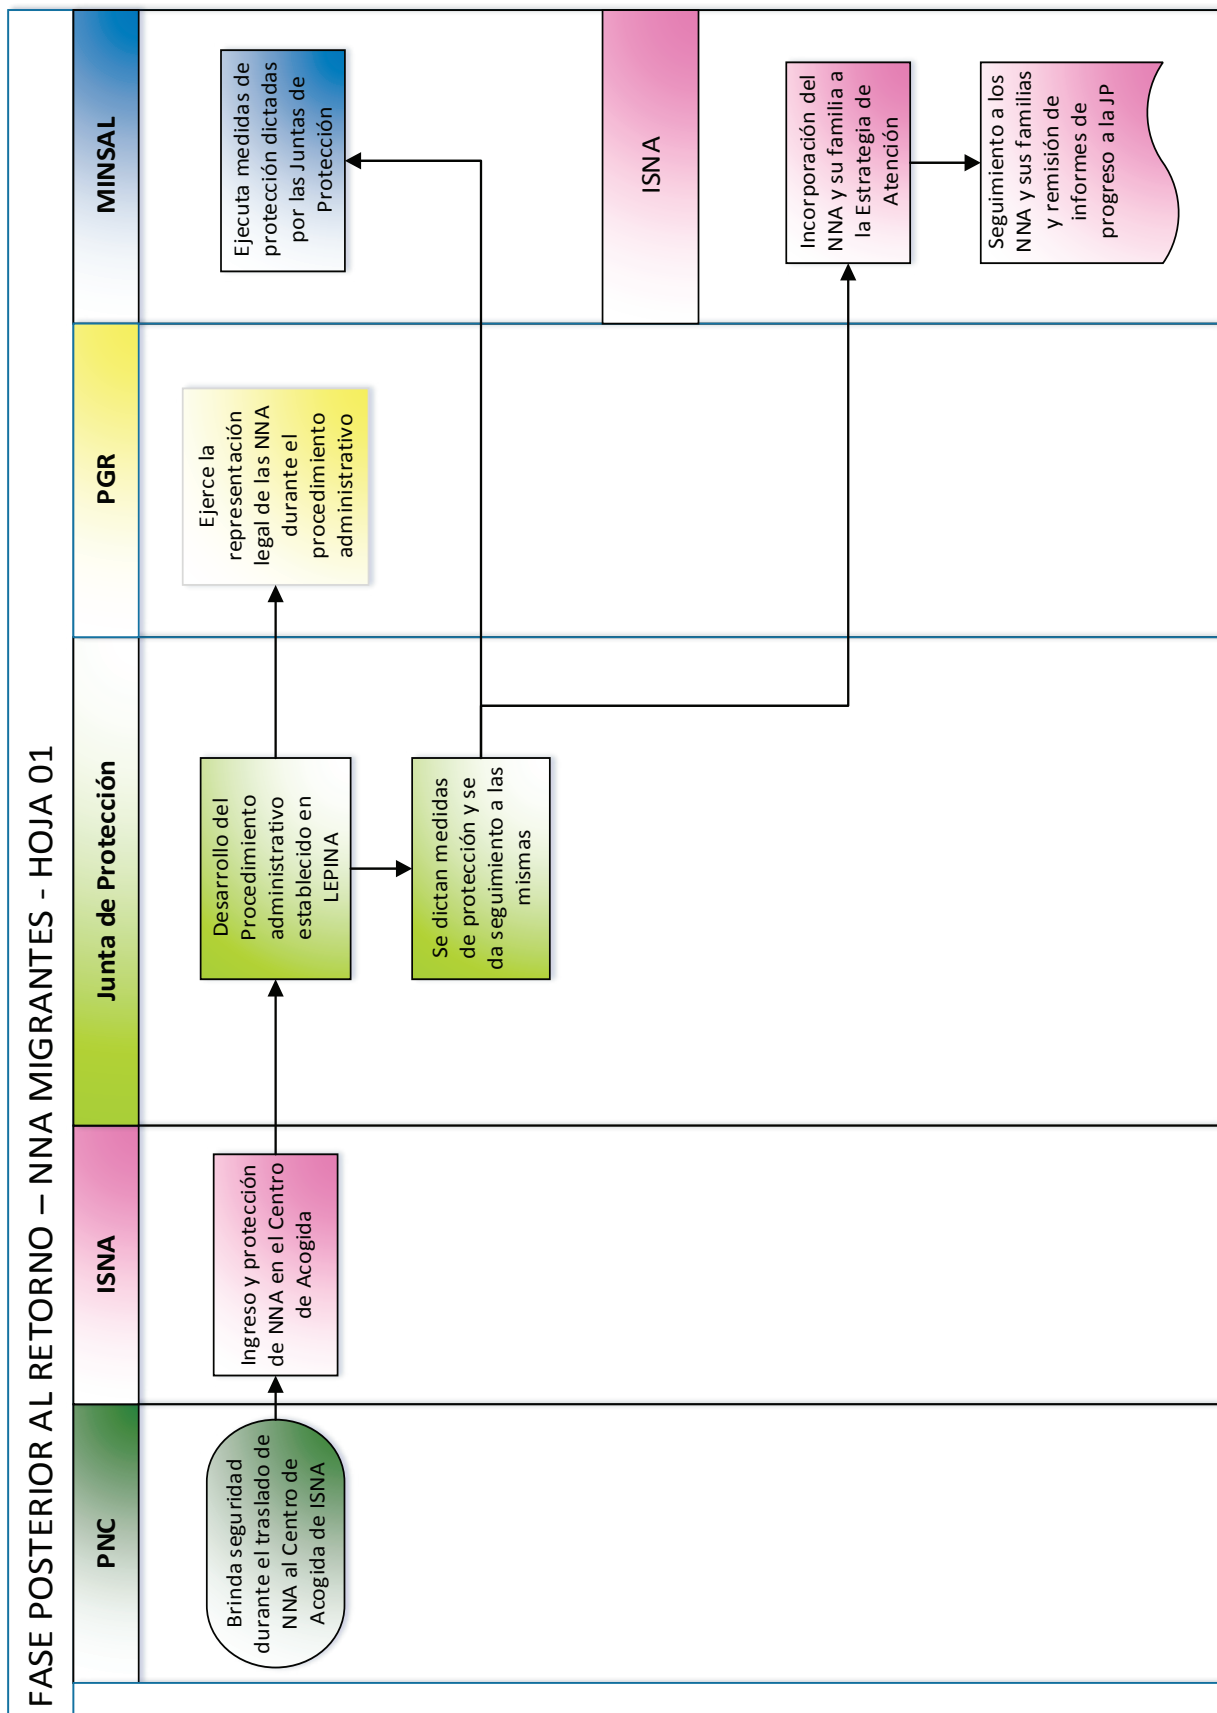 FASE POSTERIOR AL RETORNO – NNA MIGRANTES - HOJA 01
PNC
ISNA
Junta de Protección
PGR
MINSAL
Brinda seguridad
durante el traslado de
NNA al Centro de
Acogida de ISNA
Ingreso y protección
de NNA en el Centro
de Acogida
Desarrollo del
Procedimiento
administrativo
establecido en
LEPINA
Ejerce la
representación
legal de las NNA
durante el
procedimiento
administrativo
Ejecuta medidas de
protección dictadas
por las Juntas de
Protección
Se dictan medidas
de protección y se
da seguimiento a las
mismas
ISNA
Incorporación del
NNA y su familia a
la Estrategia de
Atención
Seguimiento a los
NNA y sus familias
y remisión de
informes de
progreso a la JP